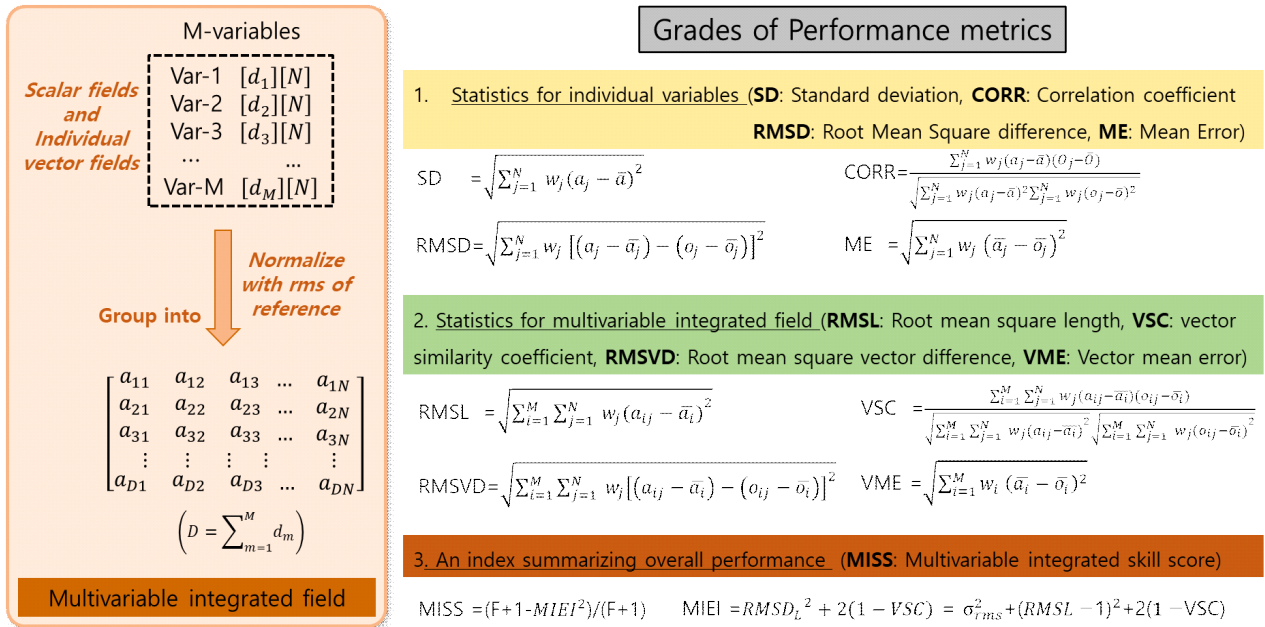 M-variables
Var-1 [d₁][N]
Var-2 [d₂][N]
Var-3 [d₃][N]
... ...
Var-M [d_M][N]
Scalar fields
and
Individual
vector fields
Normalize
with rms of
reference
Group into
a₁₁ a₁₂ a₁₃ ... a₁N
a₂₁ a₂₂ a₂₃ ... a₂N
a₃₁ a₃₂ a₃₃ ... a₃N
⋮ ⋮ ⋮ ⋮ ⋮
a_D1 a_D2 a_D3 ... a_DN
(D = ∑_{m=1}^{M} d_m)
Multivariable integrated field
Grades of Performance metrics
1. Statistics for individual variables (SD: Standard deviation, CORR: Correlation coefficient
RMSD: Root Mean Square difference, ME: Mean Error)
SD = √(∑_{j=1}^{N} w_j(a_j − ā)²)
CORR= ∑_{j=1}^{N} w_j(a_j−ā)(O_j−Ō) / √(∑_{j=1}^{N} w_j(a_j−ā)² ∑_{j=1}^{N} w_j(o_j−ō)²)
RMSD=√(∑_{j=1}^{N} w_j [(a_j − ā_j) − (o_j − ō_j)]²)
ME = √(∑_{j=1}^{N} w_j (ā_j − ō_j)²)
2. Statistics for multivariable integrated field (RMSL: Root mean square length, VSC: vector
similarity coefficient, RMSVD: Root mean square vector difference, VME: Vector mean error)
RMSL = √(∑_{i=1}^{M} ∑_{j=1}^{N} w_j(a_ij − ā_i)²)
VSC = ∑_{i=1}^{M} ∑_{j=1}^{N} w_j(a_ij−ā_i)(o_ij−ō_i) / √(∑_{i=1}^{M} ∑_{j=1}^{N} w_j(a_ij−ā_i)²) √(∑_{i=1}^{M} ∑_{j=1}^{N} w_j(o_ij−ō_i)²)
RMSVD=√(∑_{i=1}^{M} ∑_{j=1}^{N} w_j[(a_ij − ā_i) − (o_ij − ō_i)]²)
VME =√(∑_{i=1}^{M} w_i (ā_i − ō_i)²)
3. An index summarizing overall performance (MISS: Multivariable integrated skill score)
MISS =(F+1-MIEI²)/(F+1)
MIEI =RMSD_L² + 2(1 − VSC) = σ²_rms+(RMSL −1)²+2(1 −VSC)